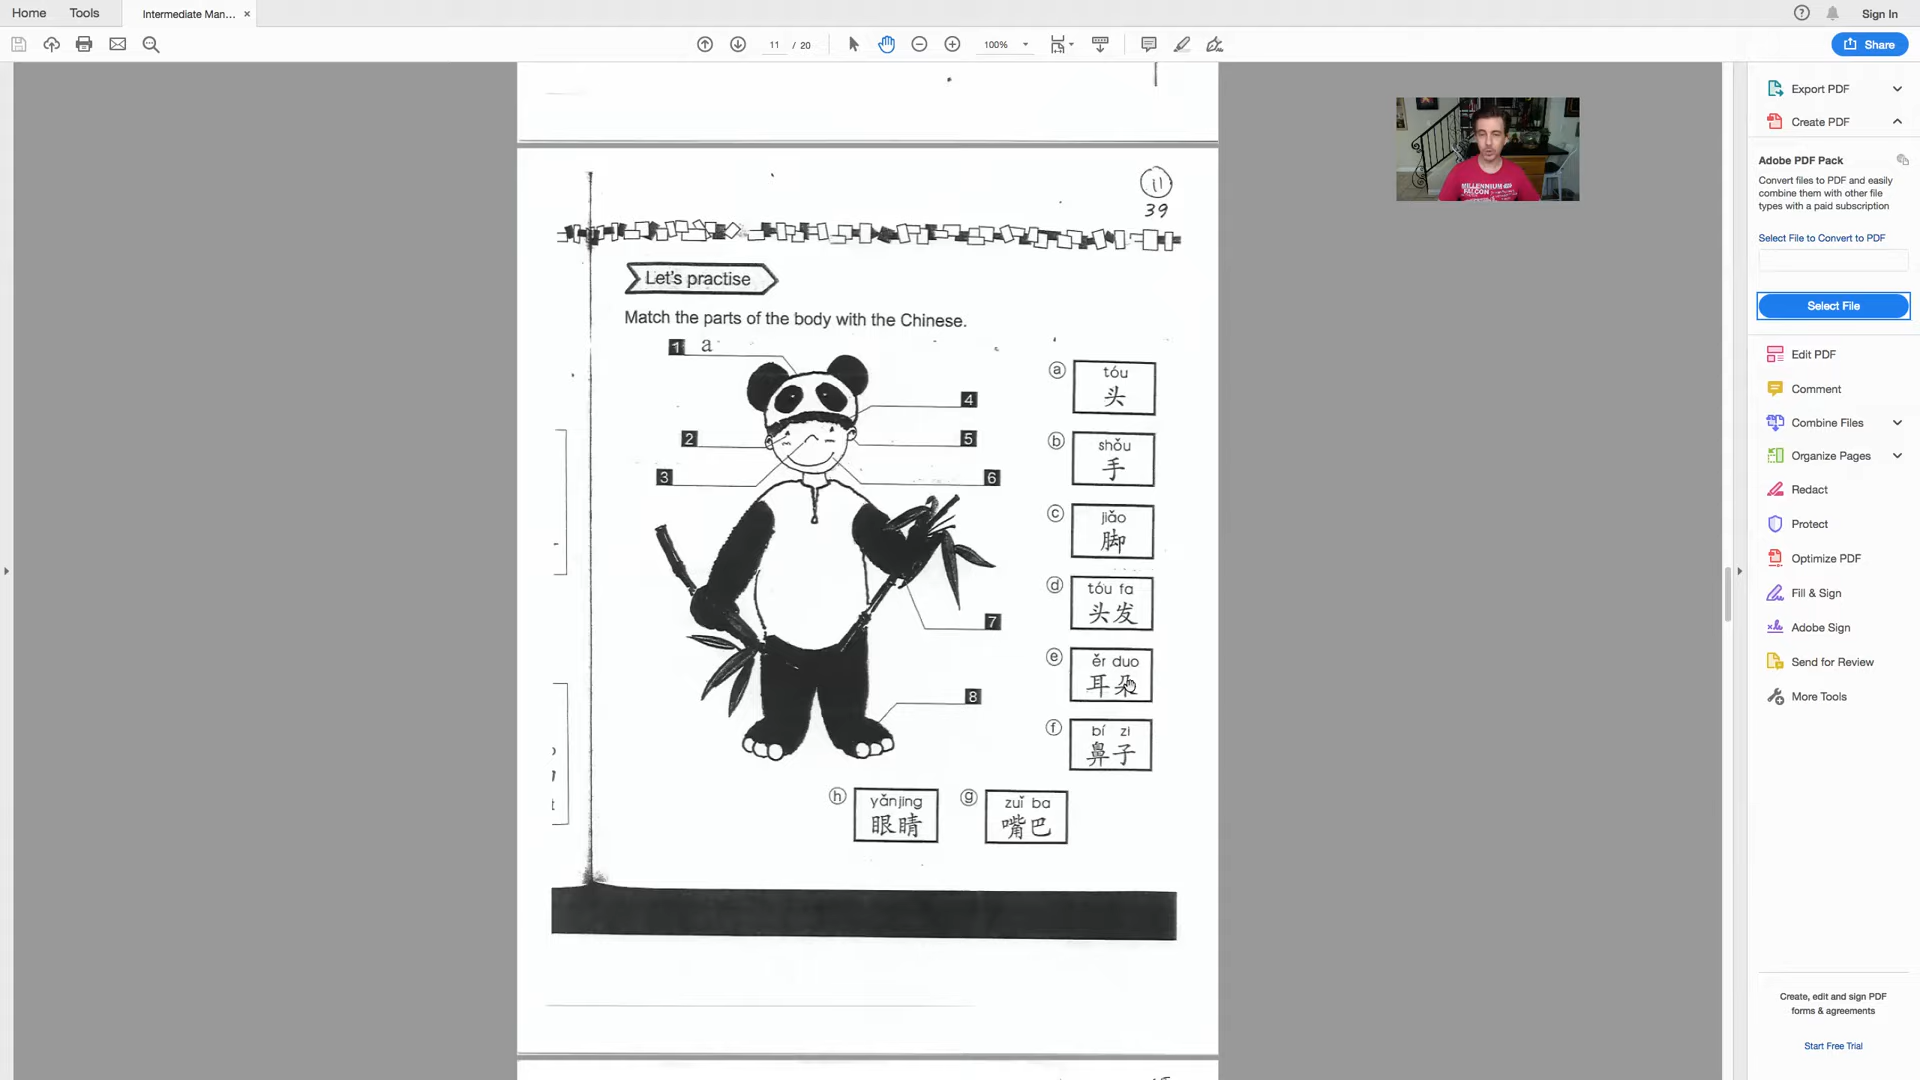 Home
Tools
Intermediate Man...
×
Sign In
11 / 20
100%
Share
11
39
Let's practise
Match the parts of the body with the Chinese.
1 a
2
3
4
5
6
7
8
a
tóu
头
b
shǒu
手
c
jiǎo
脚
d
tóu fa
头发
e
ěr duo
耳朵
f
bí zi
鼻子
h
yǎnjing
眼睛
g
zuǐ ba
嘴巴
MILLENNIUM
FALCON
Export PDF
Create PDF
Adobe PDF Pack
Convert files to PDF and easily
combine them with other file
types with a paid subscription
Select File to Convert to PDF
Select File
Edit PDF
Comment
Combine Files
Organize Pages
Redact
Protect
Optimize PDF
Fill & Sign
Adobe Sign
Send for Review
More Tools
Create, edit and sign PDF
forms & agreements
Start Free Trial